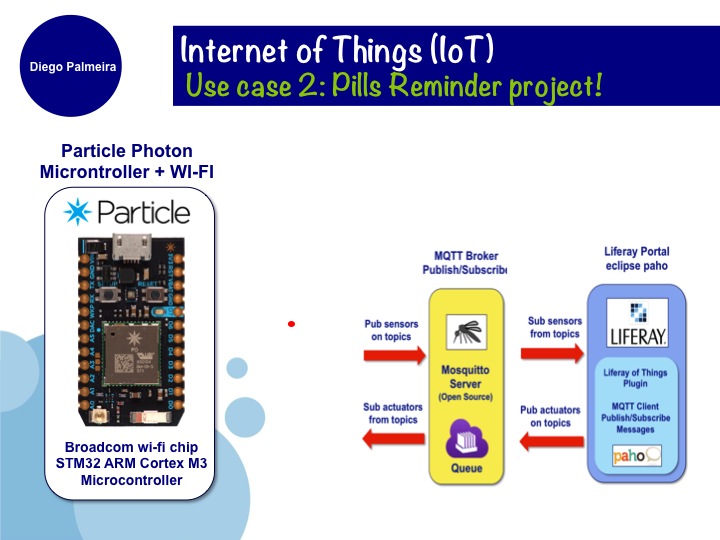 Diego Palmeira
Internet of Things (IoT)
Use case 2: Pills Reminder project!
Particle Photon
Microntroller + WI-FI
Particle
Broadcom wi-fi chip
STM32 ARM Cortex M3
Microcontroller
MQTT Broker
Publish/Subscribe
Pub sensors
on topics
Sub actuators
from topics
Mosquitto
Server
(Open Source)
Queue
Sub sensors
from topics
Pub actuators
on topics
Liferay Portal
eclipse paho
LIFERAY.
Liferay of Things
Plugin
MQTT Client
Publish/Subscribe
Messages
paho